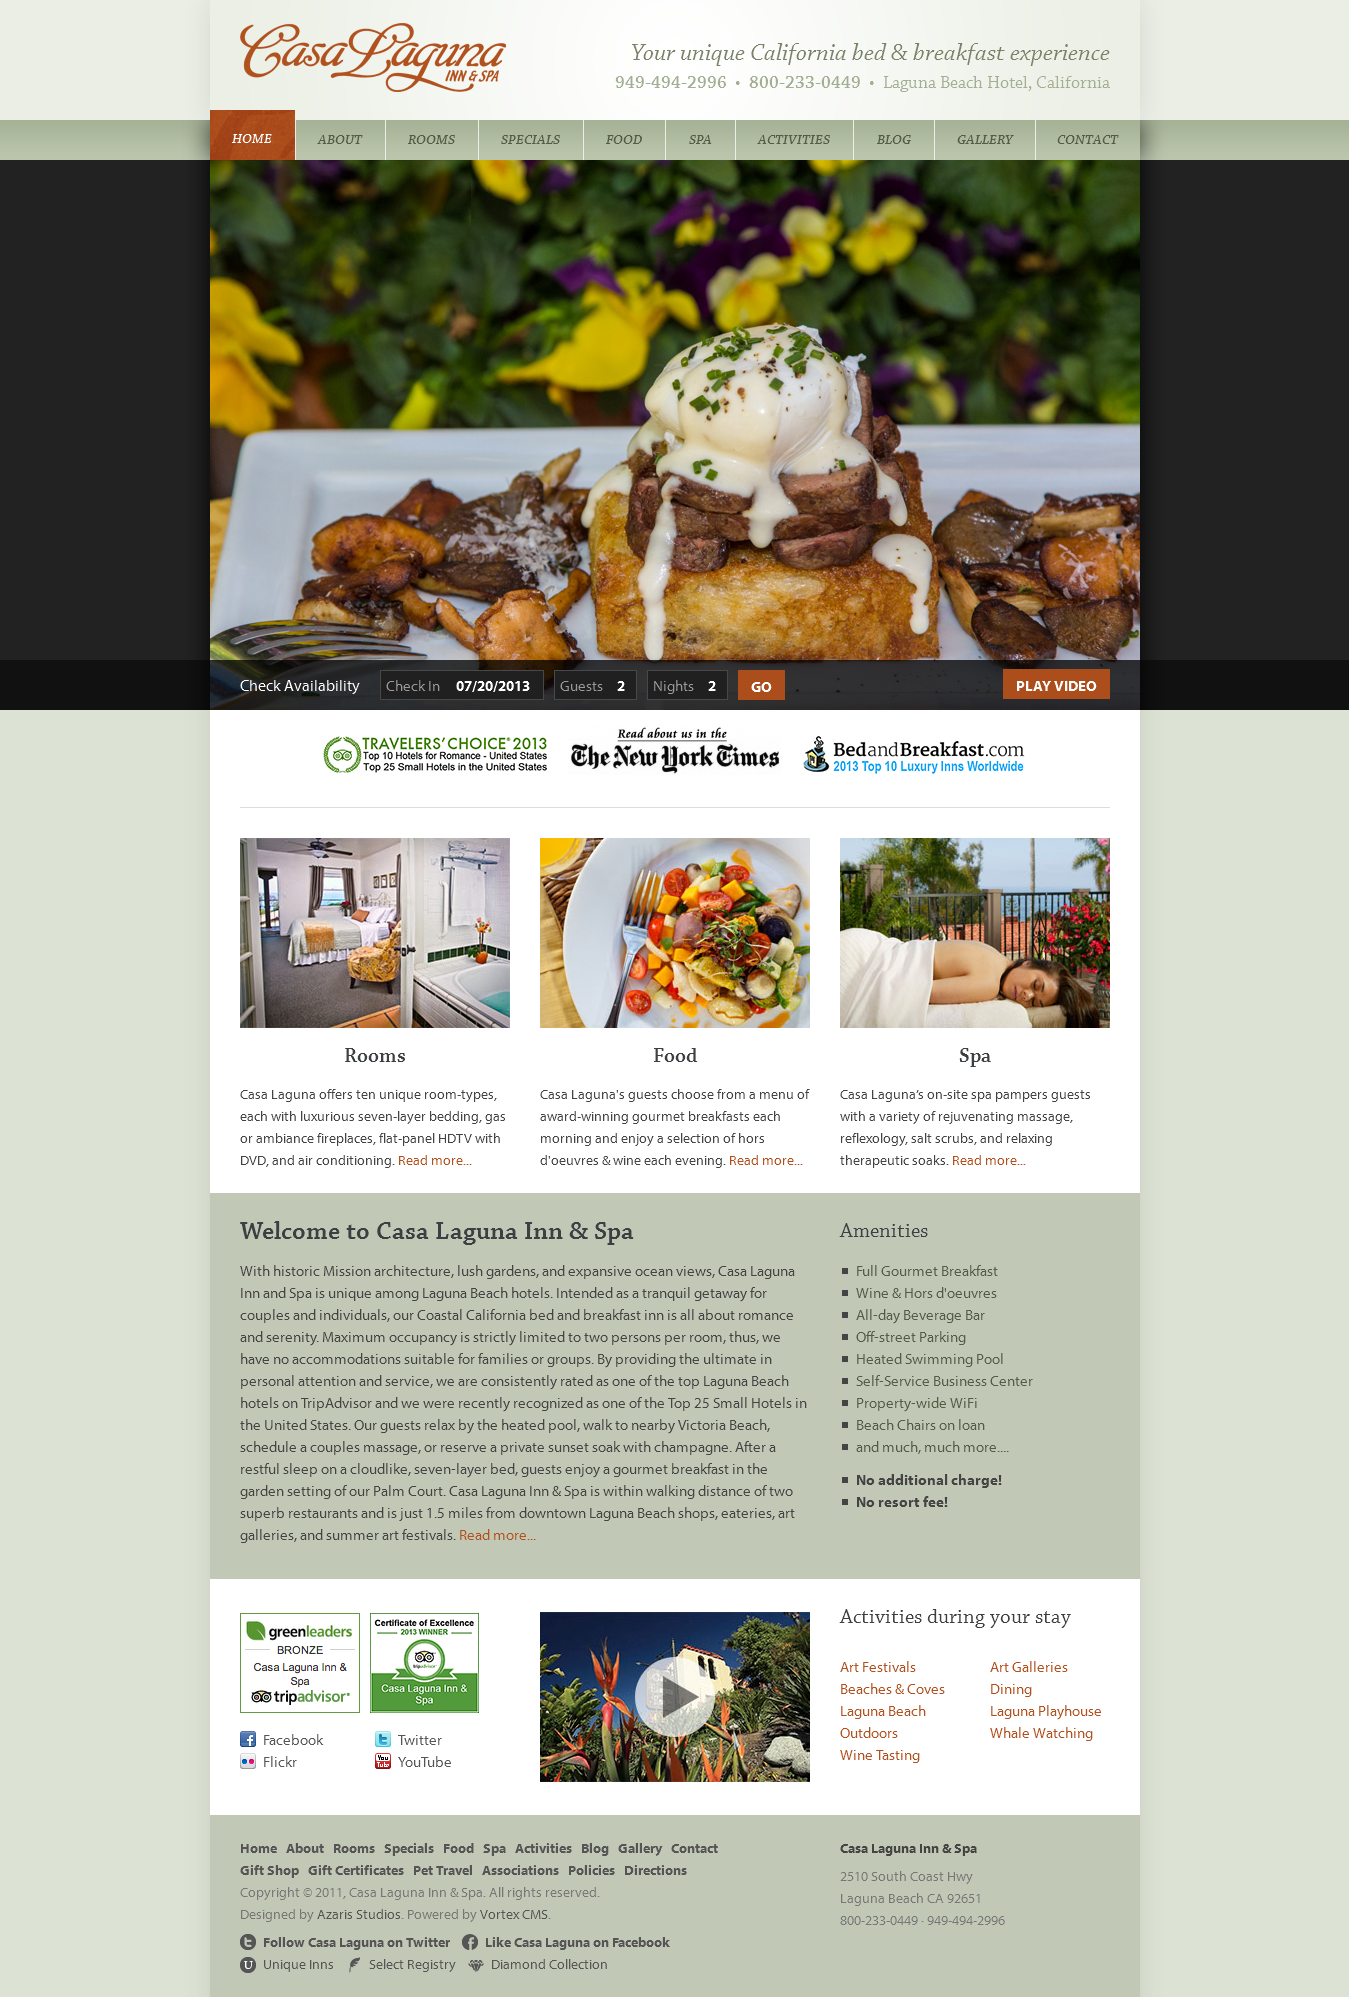 Casa Laguna
INN & SPA
Your unique California bed & breakfast experience
949-494-2996 • 800-233-0449 • Laguna Beach Hotel, California
HOME ABOUT ROOMS SPECIALS FOOD SPA ACTIVITIES BLOG GALLERY CONTACT
Check Availability Check In 07/20/2013 Guests 2 Nights 2 GO PLAY VIDEO
TRAVELERS' CHOICE® 2013
Top 10 Hotels for Romance - United States
Top 25 Small Hotels in the United States
Read about us in the
The New York Times
BedandBreakfast.com
2013 Top 10 Luxury Inns Worldwide
Rooms
Casa Laguna offers ten unique room-types,
each with luxurious seven-layer bedding, gas
or ambiance fireplaces, flat-panel HDTV with
DVD, and air conditioning. Read more...
Food
Casa Laguna's guests choose from a menu of
award-winning gourmet breakfasts each
morning and enjoy a selection of hors
d'oeuvres & wine each evening. Read more...
Spa
Casa Laguna’s on-site spa pampers guests
with a variety of rejuvenating massage,
reflexology, salt scrubs, and relaxing
therapeutic soaks. Read more...
Welcome to Casa Laguna Inn & Spa
With historic Mission architecture, lush gardens, and expansive ocean views, Casa Laguna
Inn and Spa is unique among Laguna Beach hotels. Intended as a tranquil getaway for
couples and individuals, our Coastal California bed and breakfast inn is all about romance
and serenity. Maximum occupancy is strictly limited to two persons per room, thus, we
have no accommodations suitable for families or groups. By providing the ultimate in
personal attention and service, we are consistently rated as one of the top Laguna Beach
hotels on TripAdvisor and we were recently recognized as one of the Top 25 Small Hotels in
the United States. Our guests relax by the heated pool, walk to nearby Victoria Beach,
schedule a couples massage, or reserve a private sunset soak with champagne. After a
restful sleep on a cloudlike, seven-layer bed, guests enjoy a gourmet breakfast in the
garden setting of our Palm Court. Casa Laguna Inn & Spa is within walking distance of two
superb restaurants and is just 1.5 miles from downtown Laguna Beach shops, eateries, art
galleries, and summer art festivals. Read more...
Amenities
Full Gourmet Breakfast
Wine & Hors d'oeuvres
All-day Beverage Bar
Off-street Parking
Heated Swimming Pool
Self-Service Business Center
Property-wide WiFi
Beach Chairs on loan
and much, much more....
No additional charge!
No resort fee!
greenleaders
BRONZE
Casa Laguna Inn &
Spa
tripadvisor®
Certificate of Excellence
2013 WINNER
tripadvisor
Casa Laguna Inn &
Spa
Facebook Twitter
Flickr YouTube
Activities during your stay
Art Festivals
Beaches & Coves
Laguna Beach
Outdoors
Wine Tasting
Art Galleries
Dining
Laguna Playhouse
Whale Watching
Home About Rooms Specials Food Spa Activities Blog Gallery Contact
Gift Shop Gift Certificates Pet Travel Associations Policies Directions
Copyright © 2011, Casa Laguna Inn & Spa. All rights reserved.
Designed by Azaris Studios. Powered by Vortex CMS.
Follow Casa Laguna on Twitter Like Casa Laguna on Facebook
Unique Inns Select Registry Diamond Collection
Casa Laguna Inn & Spa
2510 South Coast Hwy
Laguna Beach CA 92651
800-233-0449 · 949-494-2996